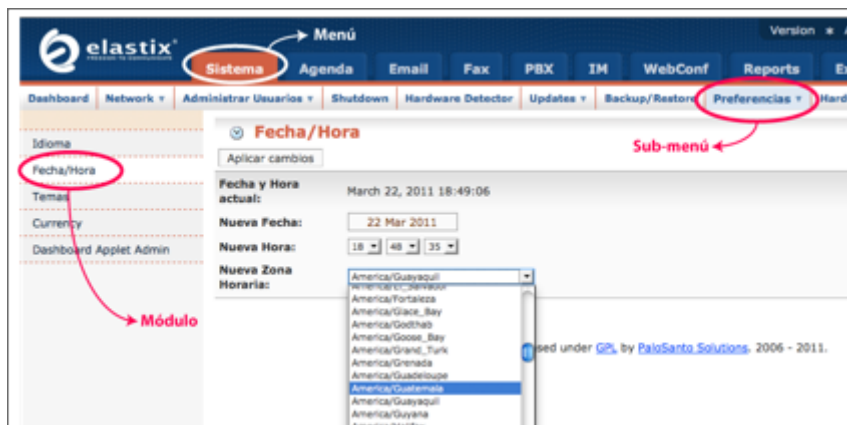 Version
Menú
elastix
FREEDOM TO COMMUNICATE
Sistema Agenda Email Fax PBX IM WebConf Reports
Dashboard Network Administrar Usuarios Shutdown Hardware Detector Updates Backup/Restore Preferencias Hard
Sub-menú
Idioma
Fecha/Hora
Temas
Currency
Dashboard Applet Admin
Módulo
Fecha/Hora
Aplicar cambios
Fecha y Hora
actual:
March 22, 2011 18:49:06
Nueva Fecha:
22 Mar 2011
Nueva Hora:
18 48 35
Nueva Zona
Horaria:
America/Guayaquil
America/El_Salvador
America/Fortaleza
America/Glace_Bay
America/Godthab
America/Goose_Bay
America/Grand_Turk
America/Grenada
America/Guadeloupe
America/Guatemala
America/Guayaquil
America/Guyana
sed under GPL by PaloSanto Solutions. 2006 - 2011.